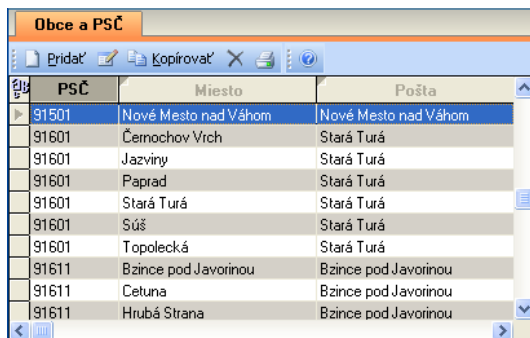 Obce a PSČ
Pridať Kopírovať
PSČ Miesto Pošta
91501 Nové Mesto nad Váhom Nové Mesto nad Váhom
91601 Černochov Vrch Stará Turá
91601 Jazviny Stará Turá
91601 Paprad Stará Turá
91601 Stará Turá Stará Turá
91601 Súš Stará Turá
91601 Topolecká Stará Turá
91611 Bzince pod Javorinou Bzince pod Javorinou
91611 Cetuna Bzince pod Javorinou
91611 Hrubá Strana Bzince pod Javorinou